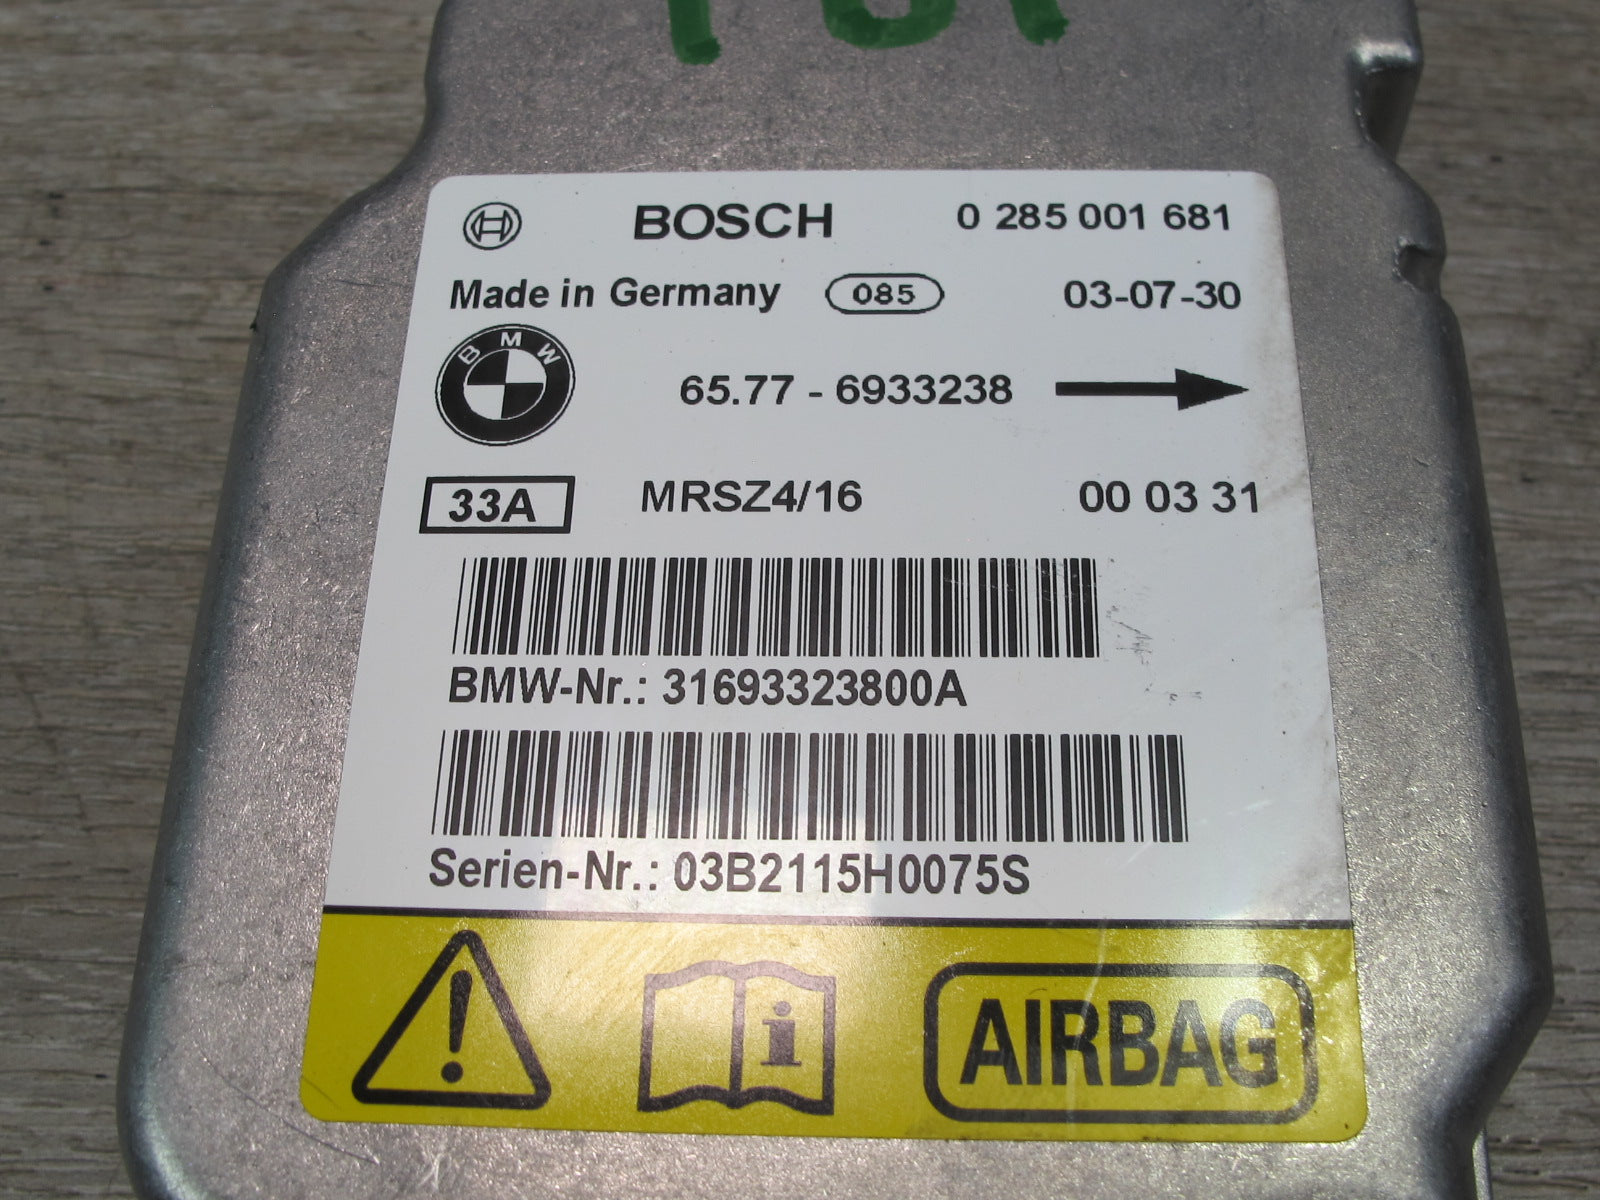 BOSCH 0 285 001 681
Made in Germany 085 03-07-30
BMW
65.77 - 6933238
33A MRSZ4/16 00 03 31
BMW-Nr.: 31693323800A
Serien-Nr.: 03B2115H0075S
! i AIRBAG